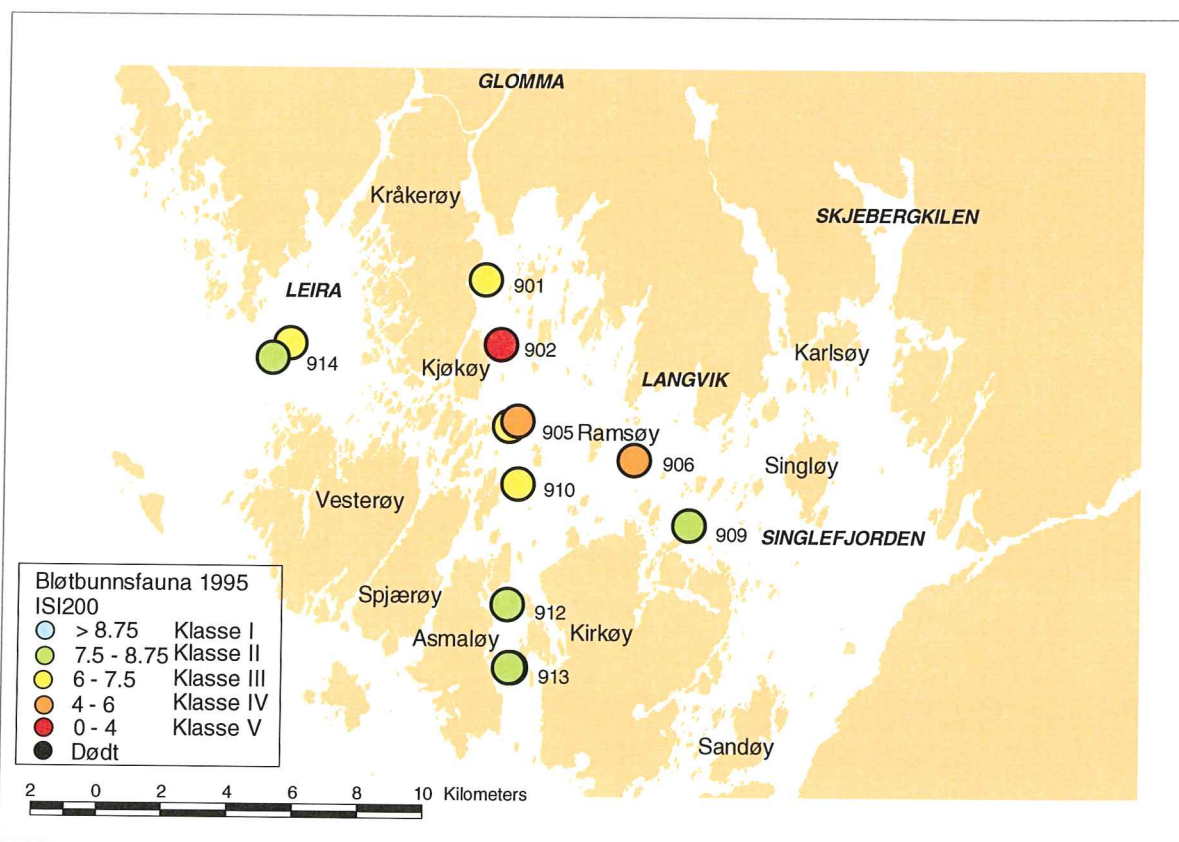 GLOMMA
Kråkerøy
SKJEBERGKILEN
901
LEIRA
902
Karlsøy
914
Kjøkøy
LANGVIK
905 Ramsøy
906
Singløy
910
Vesterøy
909
SINGLEFJORDEN
Spjærøy
912
Asmaløy
Kirkøy
913
Sandøy
Bløtbunnsfauna 1995
ISI200
> 8.75 Klasse I
7.5 - 8.75 Klasse II
6 - 7.5 Klasse III
4 - 6 Klasse IV
0 - 4 Klasse V
Dødt
2 0 2 4 6 8 10 Kilometers